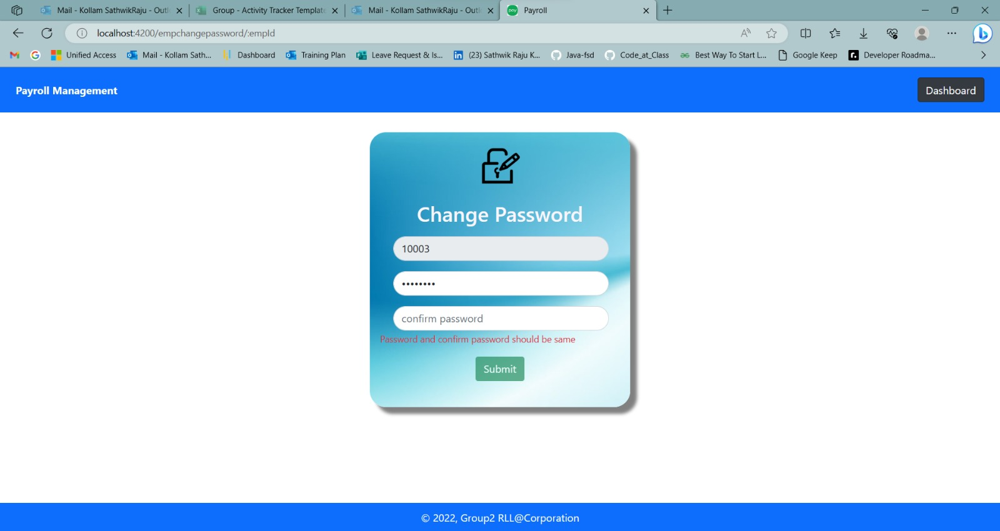 Mail - Kollam SathwikRaju - Outl
Group - Activity Tracker Template
Mail - Kollam SathwikRaju - Outl
pay
Payroll
localhost:4200/empchangepassword/:empId
Unified Access
Mail - Kollam Sath...
Dashboard
Training Plan
Leave Request & Is...
(23) Sathwik Raju K...
Java-fsd
Code_at_Class
Best Way To Start L...
Google Keep
Developer Roadma...
Payroll Management
Dashboard
Change Password
10003
••••••••
confirm password
Password and confirm password should be same
Submit
© 2022, Group2 RLL@Corporation